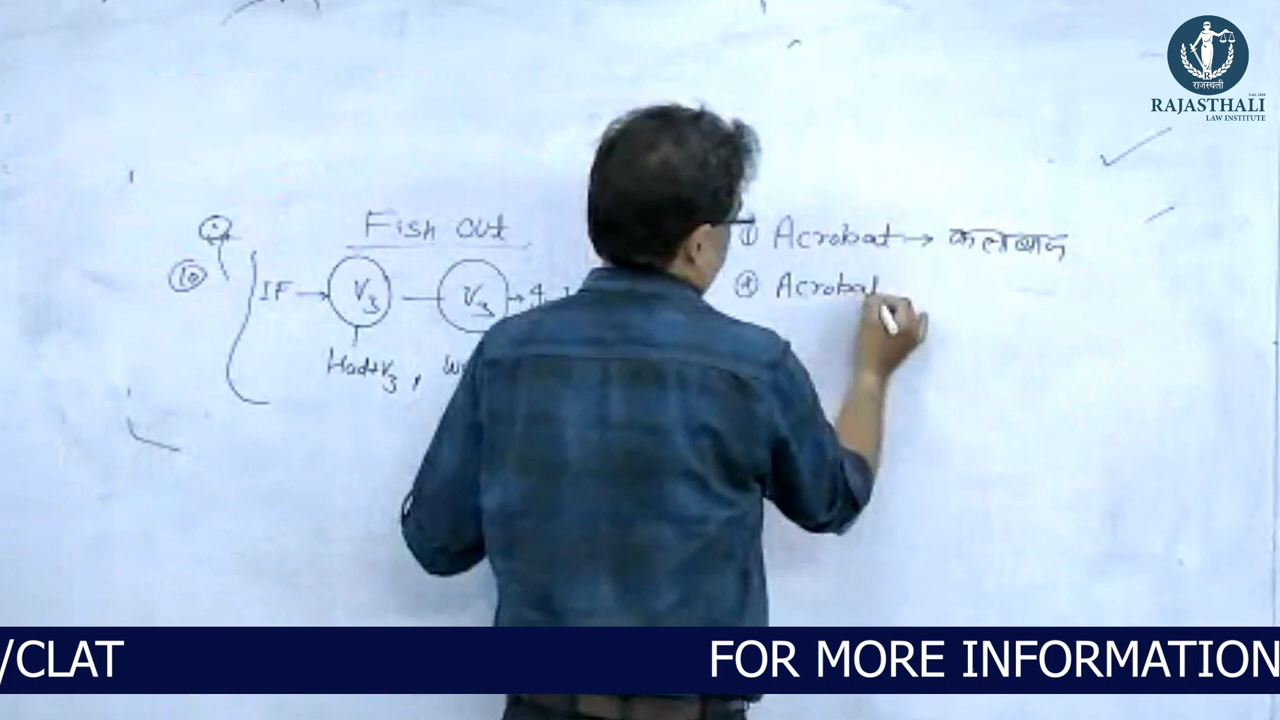 राजस्थली
RAJASTHALI
LAW INSTITUTE
Fish out
① Acrobat → कलाबाज
⑩ IF → V3 — V3 →
④ Acrobat
Had+V3 ,
/CLAT FOR MORE INFORMATION